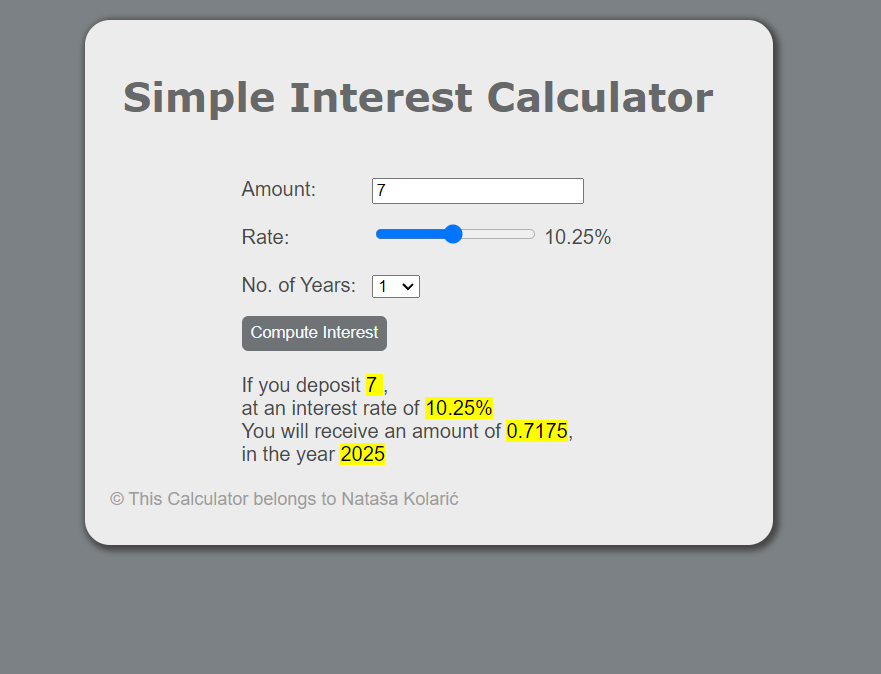 Simple Interest Calculator
Amount: 7
Rate: 10.25%
No. of Years: 1
Compute Interest
If you deposit 7 ,
at an interest rate of 10.25%
You will receive an amount of 0.7175,
in the year 2025
© This Calculator belongs to Nataša Kolarić